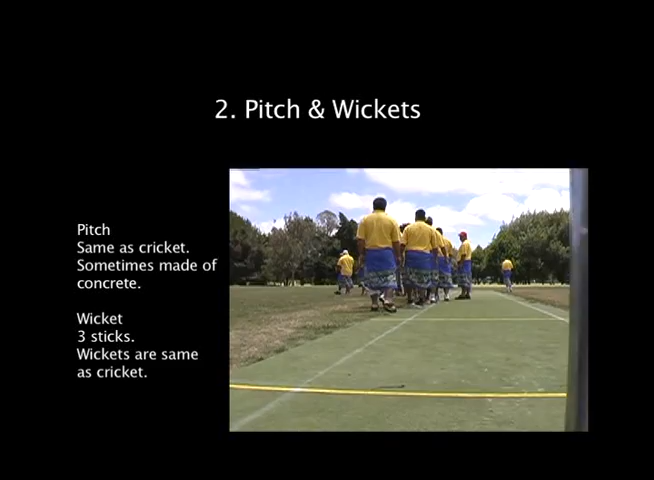 2. Pitch & Wickets
Pitch
Same as cricket.
Sometimes made of
concrete.
Wicket
3 sticks.
Wickets are same
as cricket.